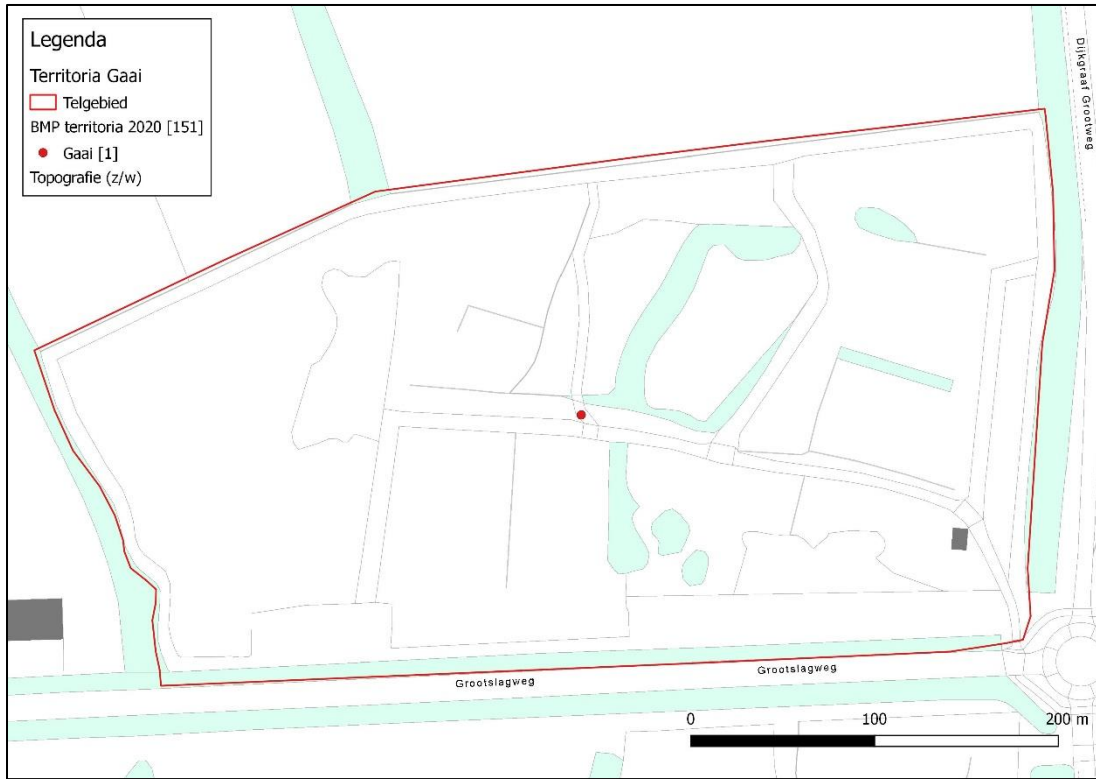 Legenda
Territoria Gaai
Telgebied
BMP territoria 2020 [151]
Gaai [1]
Topografie (z/w)
Dijkgraaf Grootweg
Grootslagweg
Grootslagweg
0
100
200 m